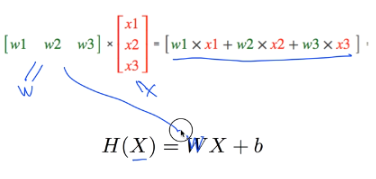 [w1 w2 w3] × [x1 x2 x3] = [w1×x1 + w2×x2 + w3×x3]
W X
H(X) = WX + b